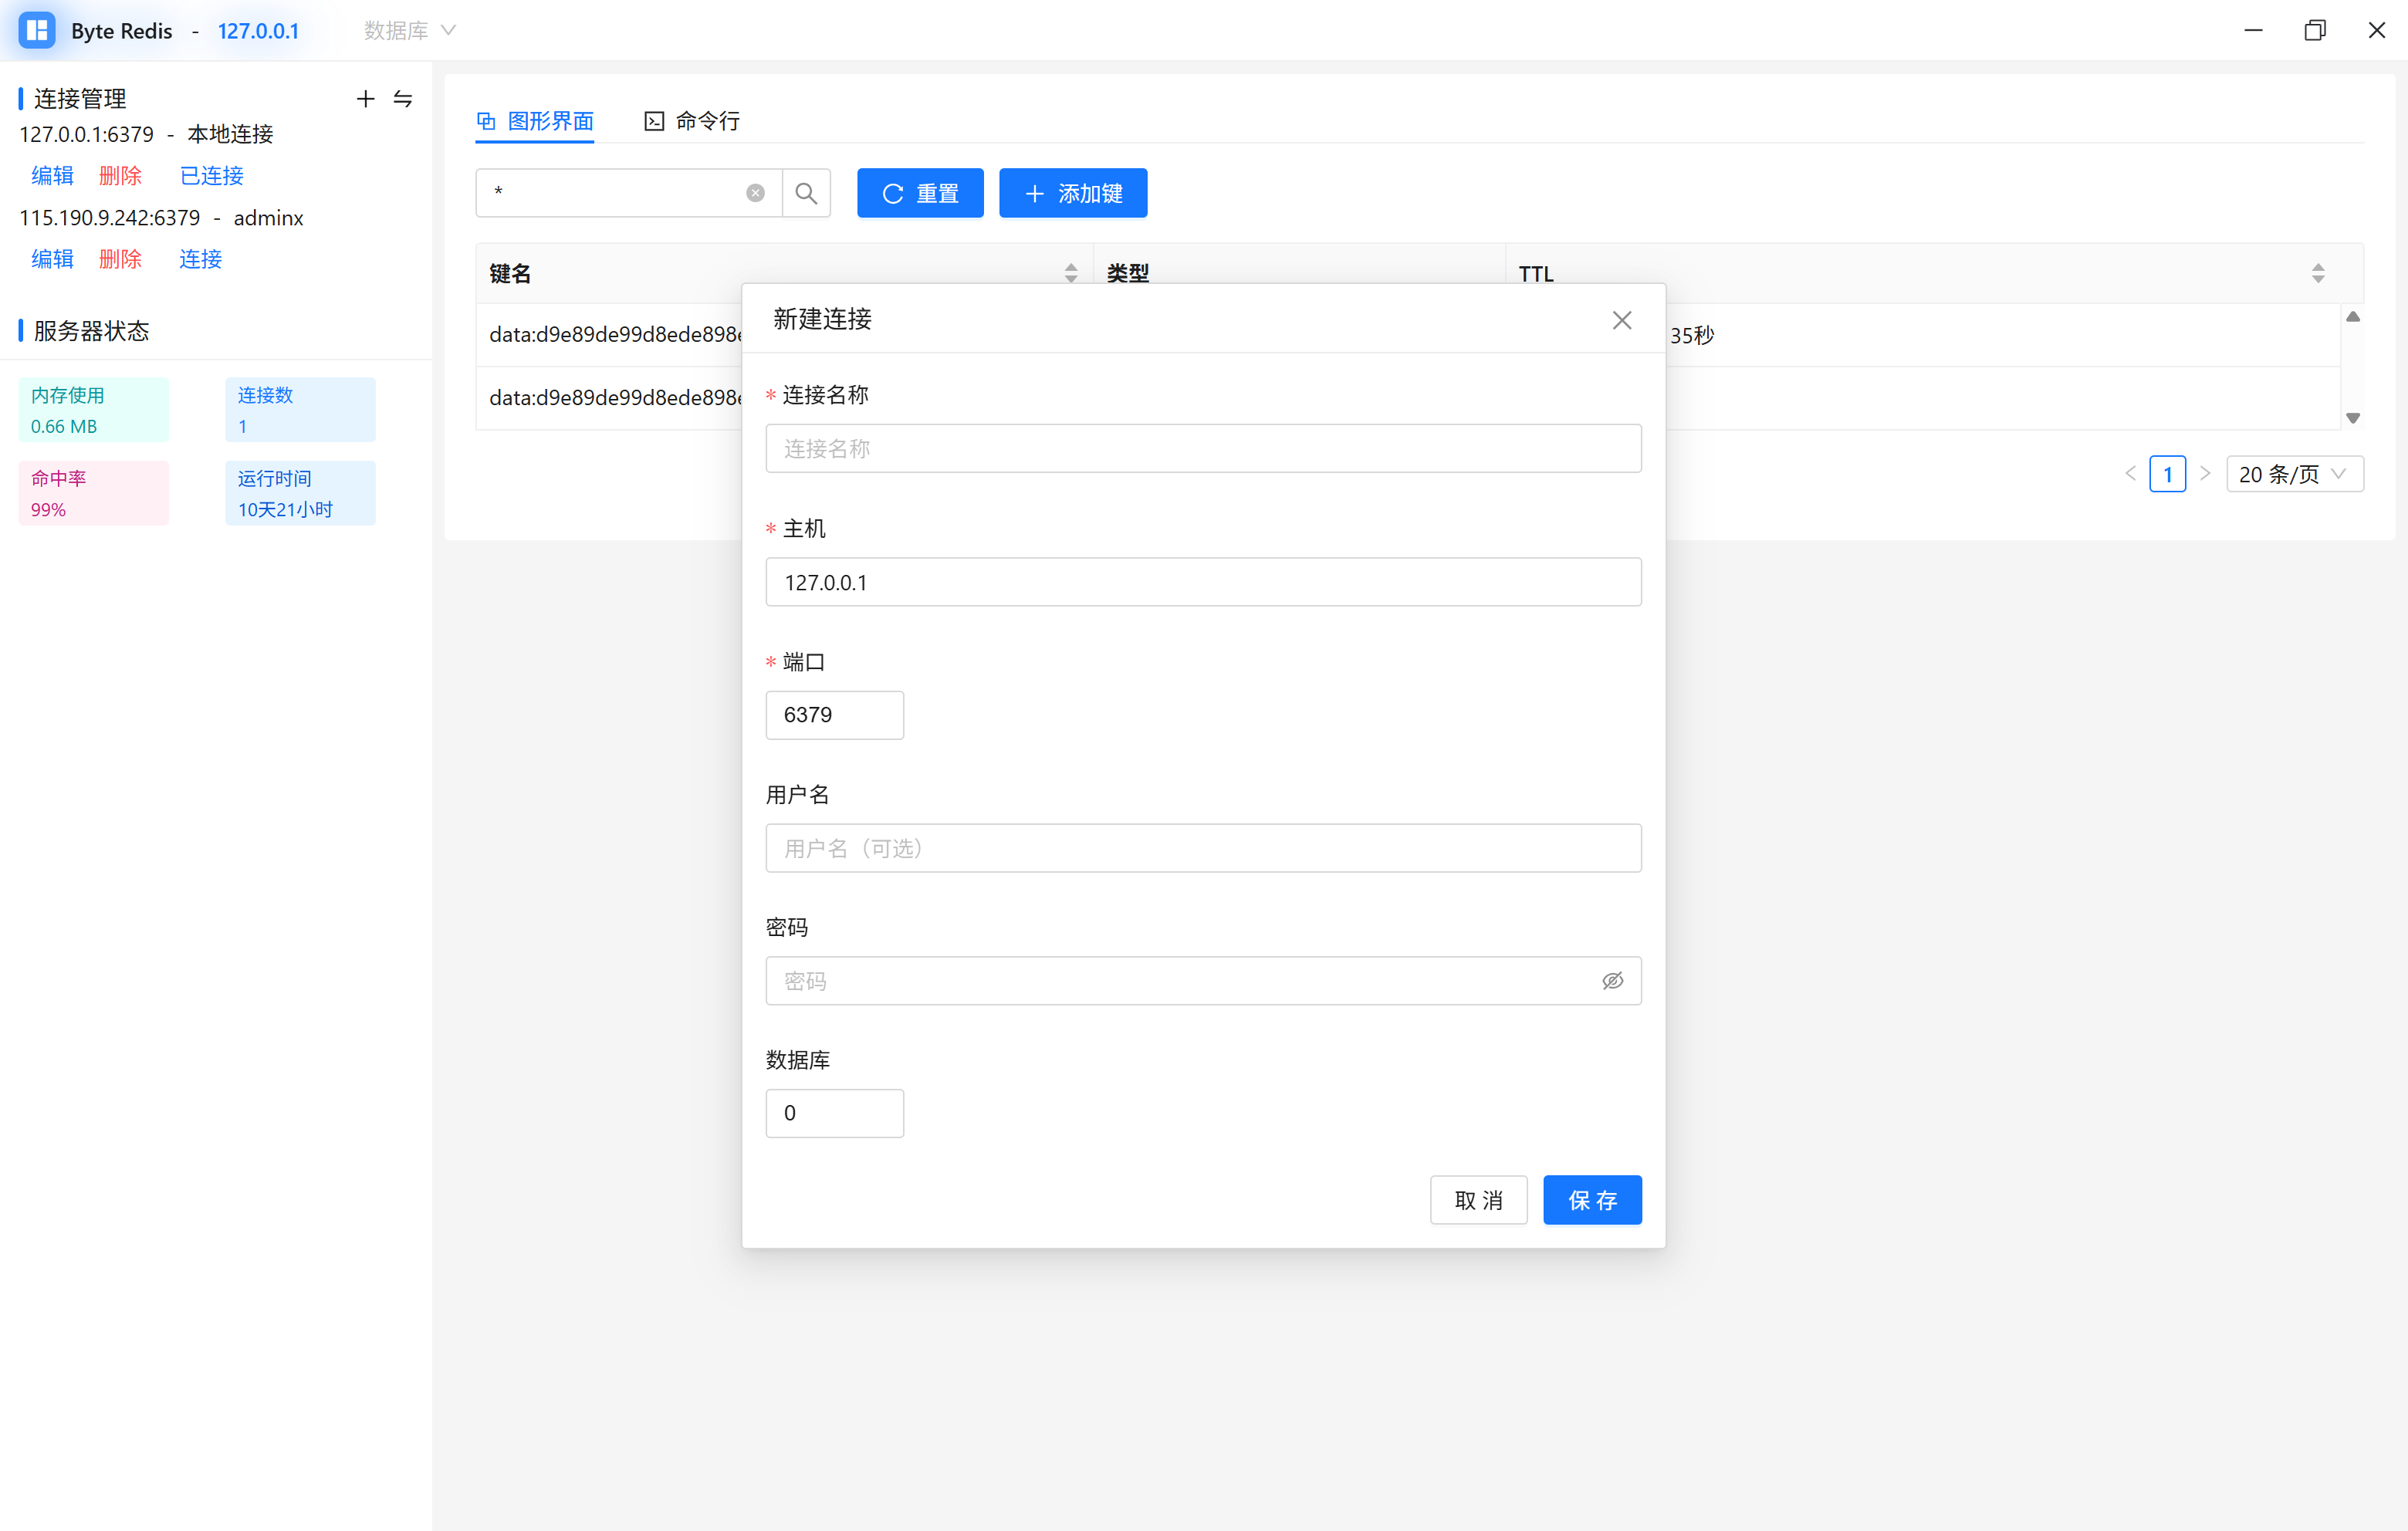 Byte Redis - 127.0.0.1 数据库
连接管理
127.0.0.1:6379 - 本地连接
编辑 删除 已连接
115.190.9.242:6379 - adminx
编辑 删除 连接
服务器状态
内存使用
0.66 MB
连接数
1
命中率
99%
运行时间
10天21小时
图形界面 命令行
* 重置 添加键
键名 类型 TTL
data:d9e89de99d8ede898 35秒
data:d9e89de99d8ede898
1 20 条/页
新建连接
* 连接名称
连接名称
* 主机
127.0.0.1
* 端口
6379
用户名
用户名（可选）
密码
密码
数据库
0
取 消 保 存